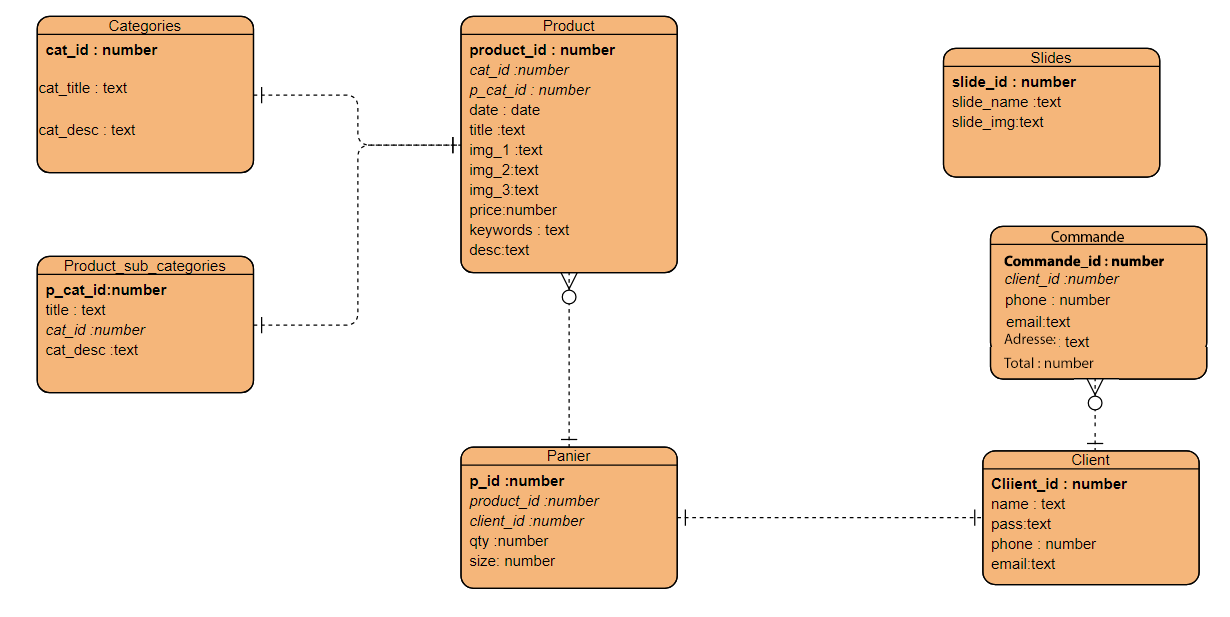 Categories
cat_id : number
cat_title : text
cat_desc : text
Product
product_id : number
cat_id :number
p_cat_id : number
date : date
title :text
img_1 :text
img_2:text
img_3:text
price:number
keywords : text
desc:text
Slides
slide_id : number
slide_name :text
slide_img:text
Product_sub_categories
p_cat_id:number
title : text
cat_id :number
cat_desc :text
Commande
Commande_id : number
client_id :number
phone : number
email:text
Adresse: : text
Total : number
Panier
p_id :number
product_id :number
client_id :number
qty :number
size: number
Client
Cliient_id : number
name : text
pass:text
phone : number
email:text